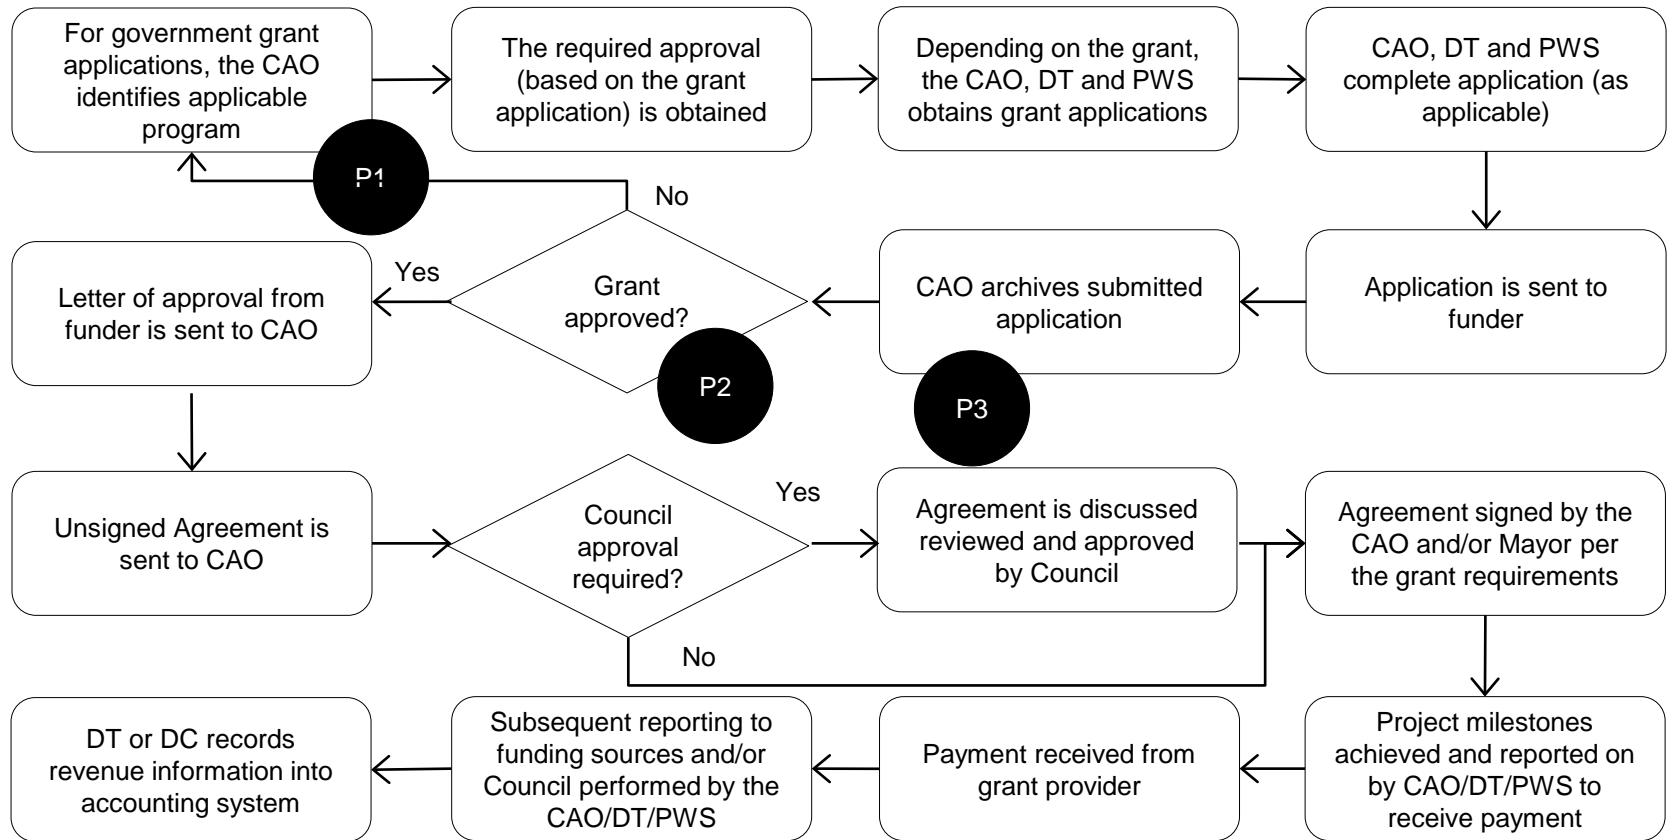 For government grant
applications, the CAO
identifies applicable
program
The required approval
(based on the grant
application) is obtained
Depending on the grant,
the CAO, DT and PWS
obtains grant applications
CAO, DT and PWS
complete application (as
applicable)
P1
No
Yes
Letter of approval from
funder is sent to CAO
Grant
approved?
CAO archives submitted
application
Application is sent to
funder
P2
P3
Unsigned Agreement is
sent to CAO
Council
approval
required?
Yes
Agreement is discussed
reviewed and approved
by Council
Agreement signed by the
CAO and/or Mayor per
the grant requirements
No
DT or DC records
revenue information into
accounting system
Subsequent reporting to
funding sources and/or
Council performed by the
CAO/DT/PWS
Payment received from
grant provider
Project milestones
achieved and reported on
by CAO/DT/PWS to
receive payment